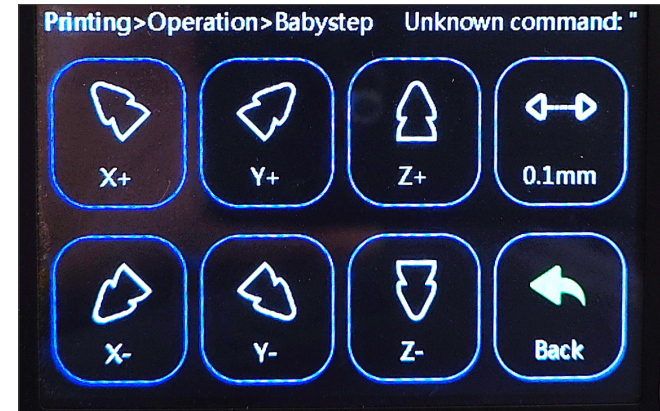 Printing>Operation>Babystep Unknown command: "
X+ Y+ Z+ 0.1mm
X- Y- Z- Back